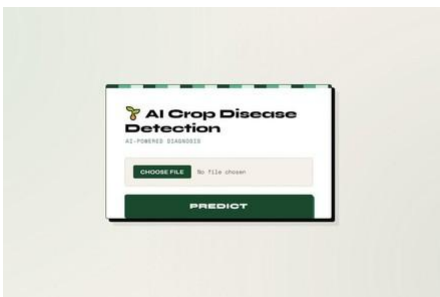 🌱 AI Crop Disease
Detection
AI-POWERED DIAGNOSIS
CHOOSE FILE No file chosen
PREDICT